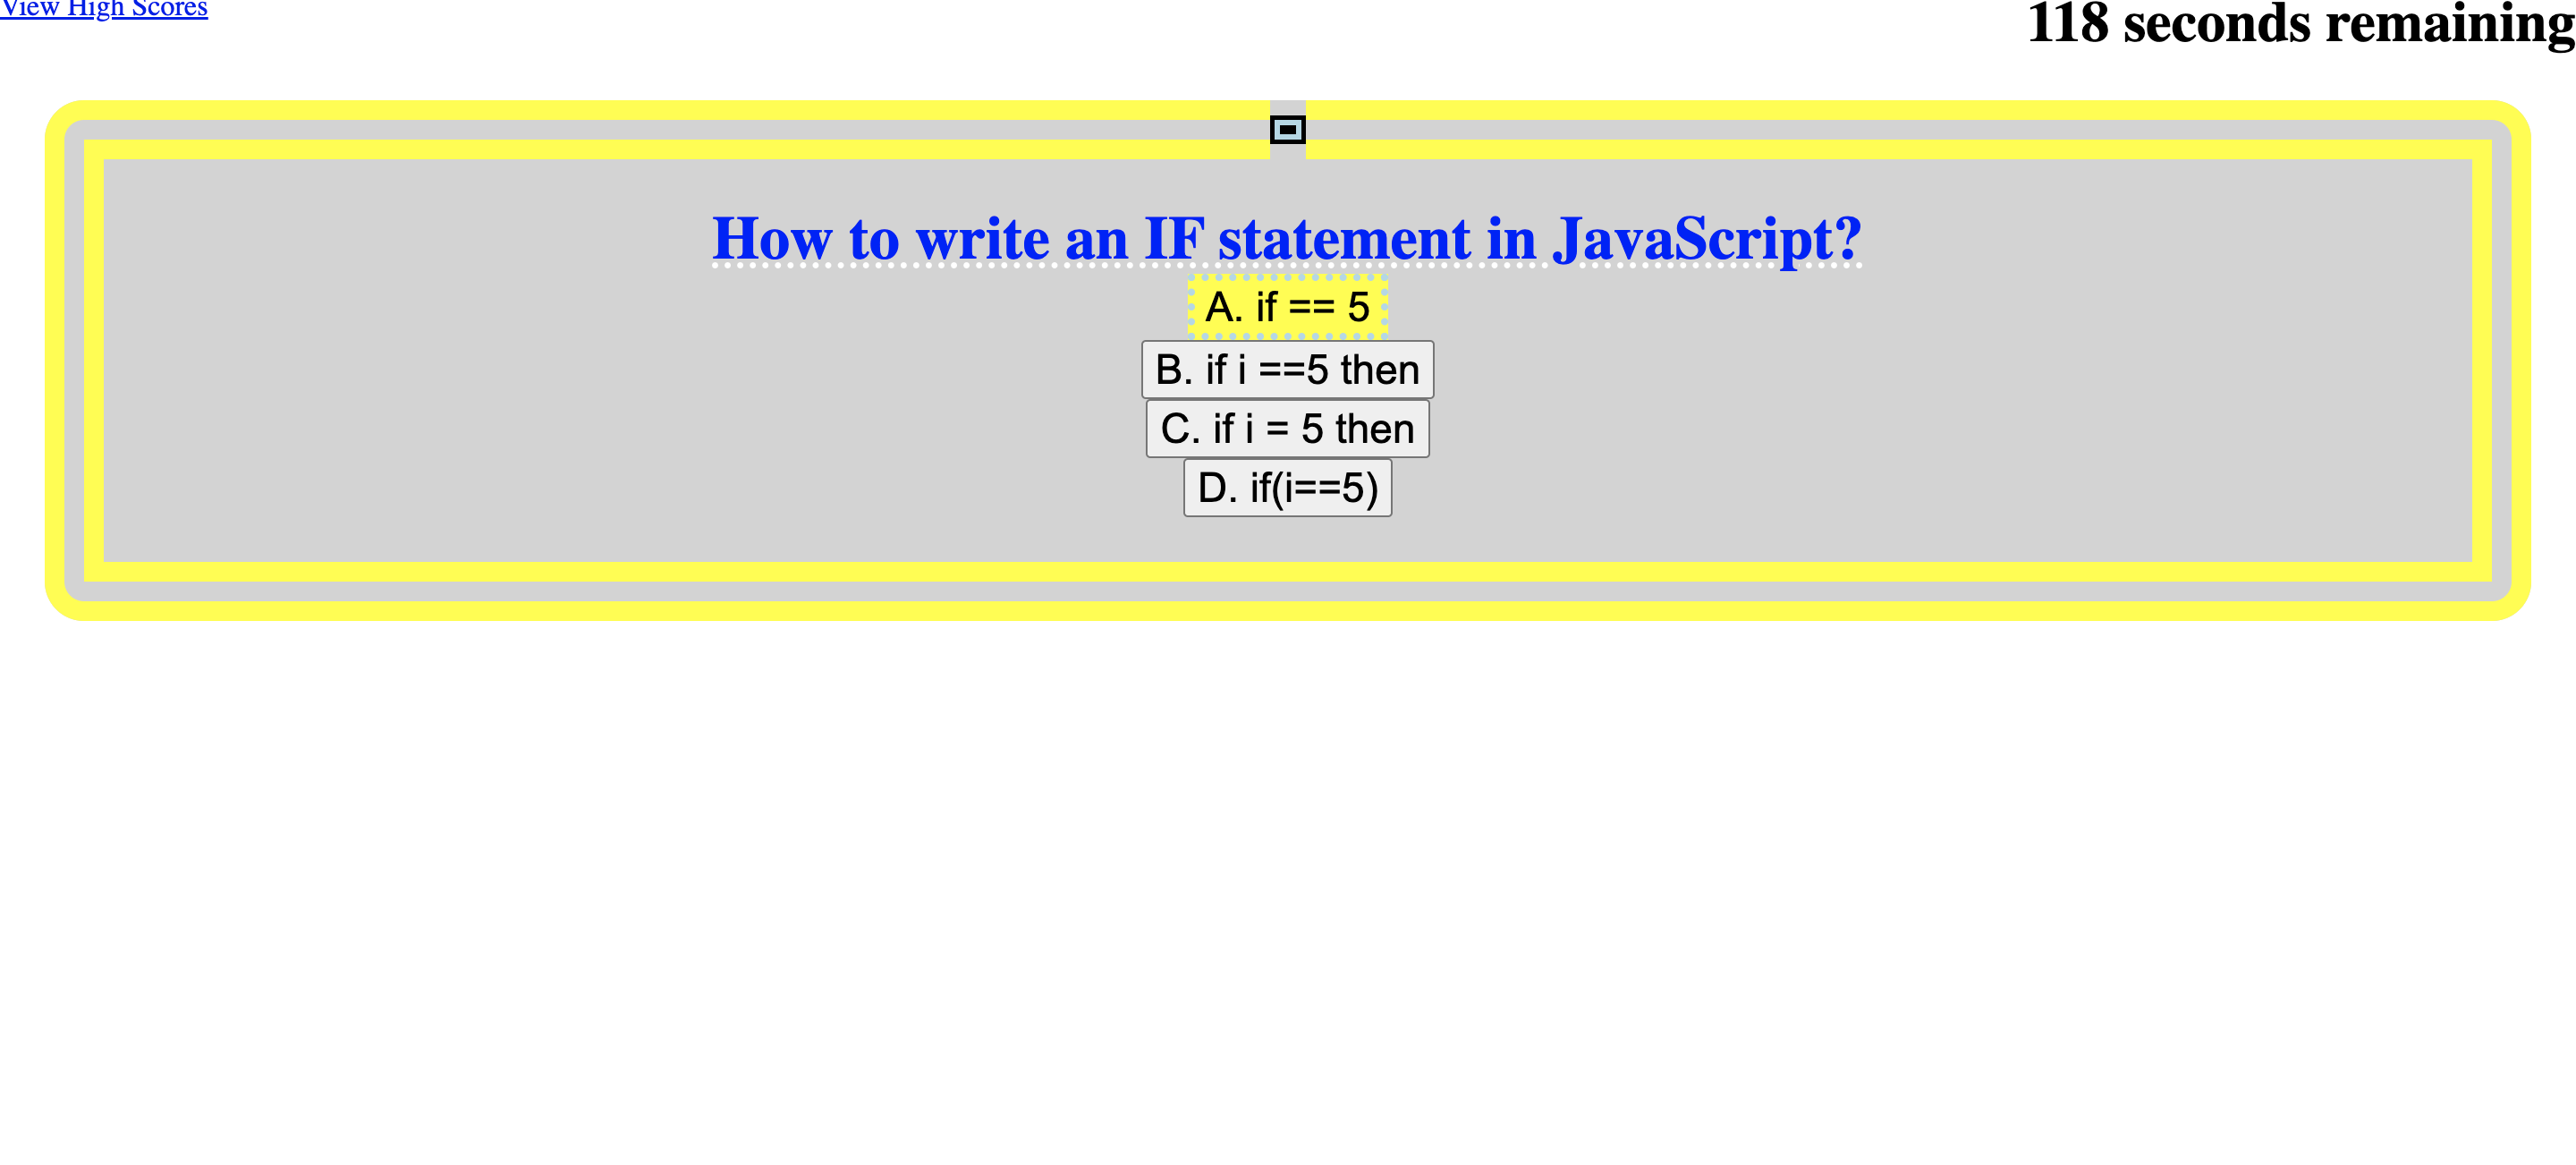 View High Scores
118 seconds remaining
How to write an IF statement in JavaScript?
A. if == 5
B. if i ==5 then
C. if i = 5 then
D. if(i==5)